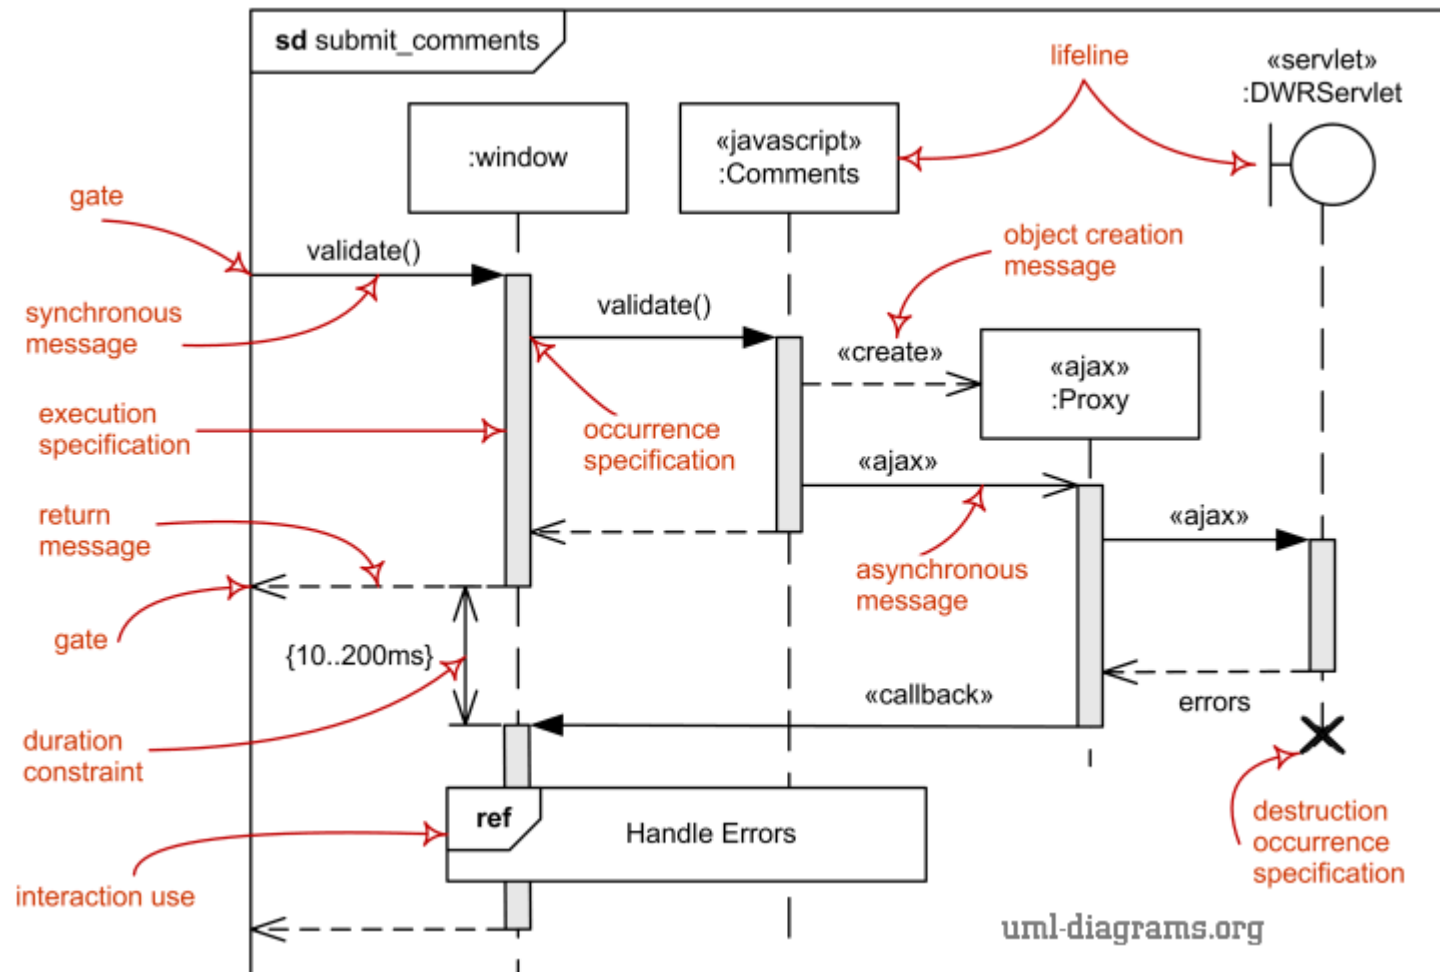 sd submit_comments
lifeline
«servlet»
:DWRServlet
:window
«javascript»
:Comments
gate
validate()
object creation
message
synchronous
message
validate()
«create»
«ajax»
:Proxy
execution
specification
occurrence
specification
«ajax»
return
message
«ajax»
asynchronous
message
gate
{10..200ms}
«callback»
errors
duration
constraint
ref
Handle Errors
destruction
occurrence
specification
interaction use
uml-diagrams.org